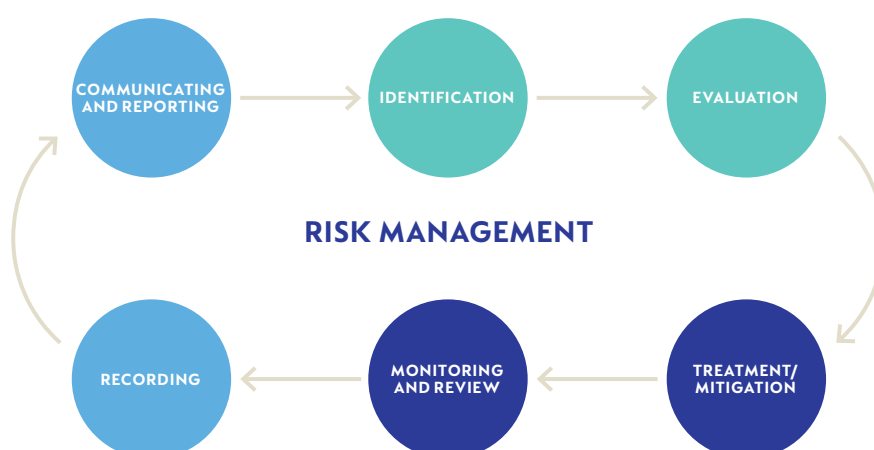 COMMUNICATING
AND REPORTING
IDENTIFICATION
EVALUATION
RISK MANAGEMENT
RECORDING
MONITORING
AND REVIEW
TREATMENT/
MITIGATION